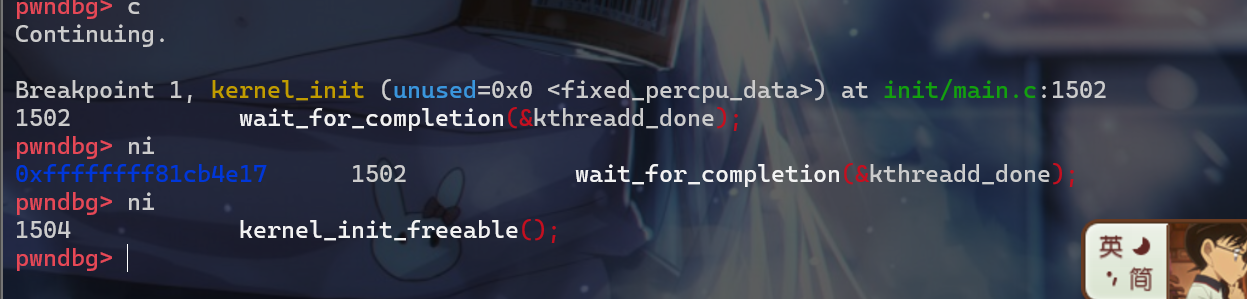 pwndbg> c
Continuing.
Breakpoint 1, kernel_init (unused=0x0 <fixed_percpu_data>) at init/main.c:1502
1502 wait_for_completion(&kthreadd_done);
pwndbg> ni
0xffffffff81cb4e17 1502 wait_for_completion(&kthreadd_done);
pwndbg> ni
1504 kernel_init_freeable();
pwndbg>
英
简